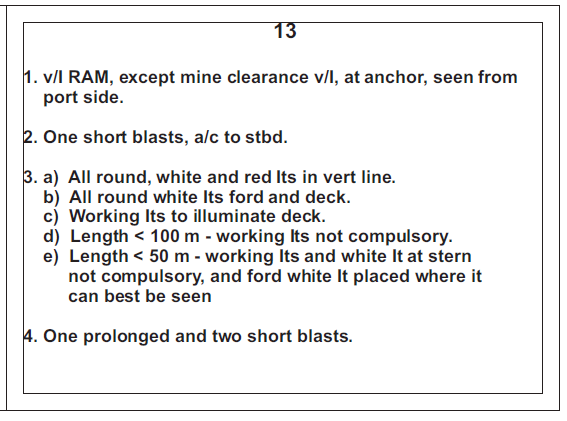 13
1. v/l RAM, except mine clearance v/l, at anchor, seen from
port side.
2. One short blasts, a/c to stbd.
3. a) All round, white and red lts in vert line.
b) All round white lts ford and deck.
c) Working lts to illuminate deck.
d) Length < 100 m - working lts not compulsory.
e) Length < 50 m - working lts and white lt at stern
not compulsory, and ford white lt placed where it
can best be seen
4. One prolonged and two short blasts.